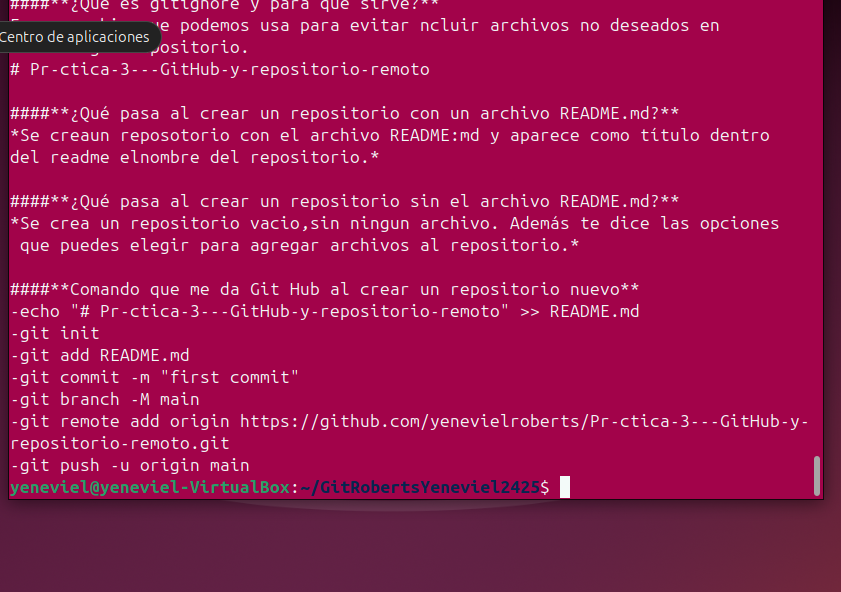 ####**¿Qué es gitignore y para que sirve?**
ue podemos usa para evitar ncluir archivos no deseados en
Centro de aplicaciones
positorio.
# Pr-ctica-3---GitHub-y-repositorio-remoto
####**¿Qué pasa al crear un repositorio con un archivo README.md?**
*Se creaun reposotorio con el archivo README:md y aparece como título dentro
del readme elnombre del repositorio.*
####**¿Qué pasa al crear un repositorio sin el archivo README.md?**
*Se crea un repositorio vacio,sin ningun archivo. Además te dice las opciones
que puedes elegir para agregar archivos al repositorio.*
####**Comando que me da Git Hub al crear un repositorio nuevo**
-echo "# Pr-ctica-3---GitHub-y-repositorio-remoto" >> README.md
-git init
-git add README.md
-git commit -m "first commit"
-git branch -M main
-git remote add origin https://github.com/yenevielroberts/Pr-ctica-3---GitHub-y-
repositorio-remoto.git
-git push -u origin main
yeneviel@yeneviel-VirtualBox:~/GitRobertsYeneviel2425$